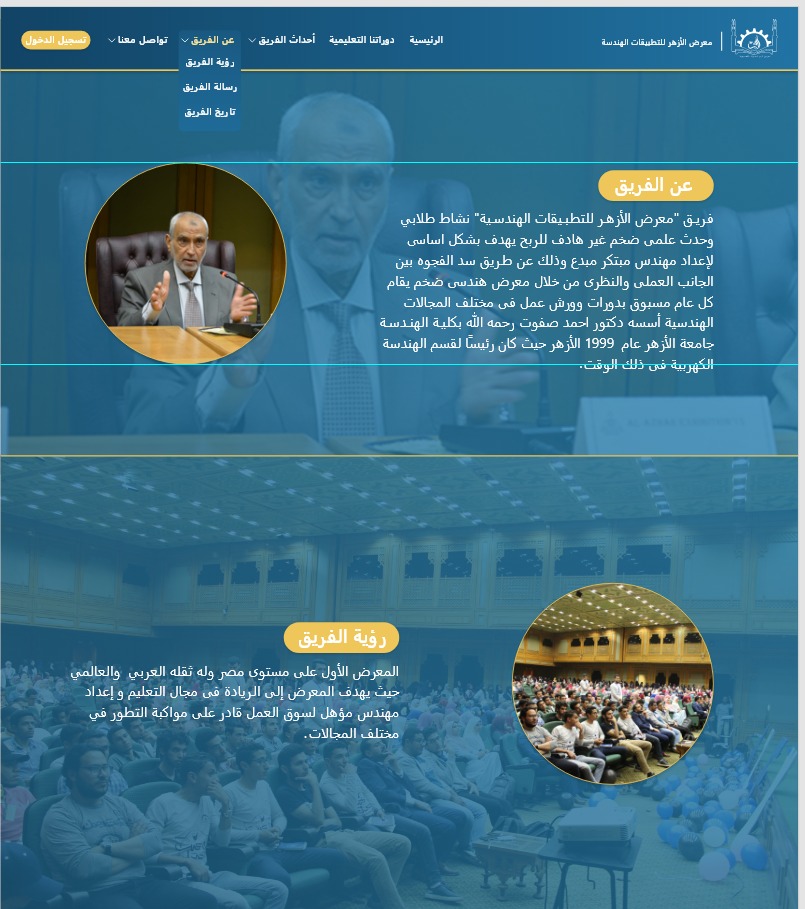 معرض الأزهر للتطبيقات الهندسة
الرئيسية
دوراتنا التعليمية
أحداث الفريق
عن الفريق
تواصل معنا
تسجيل الدخول
رؤية الفريق
رسالة الفريق
تاريخ الفريق
عن الفريق
فريق "معرض الأزهر للتطبيقات الهندسية" نشاط طلابي
وحدث علمى ضخم غير هادف للربح يهدف بشكل اساسى
لإعداد مهندس مبتكر مبدع وذلك عن طريق سد الفجوه بين
الجانب العملى والنظرى من خلال معرض هندسى ضخم يقام
كل عام مسبوق بدورات وورش عمل فى مختلف المجالات
الهندسية أسسه دكتور احمد صفوت رحمه الله بكلية الهندسة
جامعة الأزهر عام 1999 الأزهر حيث كان رئيسًا لقسم الهندسة
الكهربية فى ذلك الوقت.
رؤية الفريق
المعرض الأول على مستوى مصر وله ثقله العربي والعالمي
حيث يهدف المعرض إلى الريادة فى مجال التعليم و إعداد
مهندس مؤهل لسوق العمل قادر على مواكبة التطور في
مختلف المجالات.